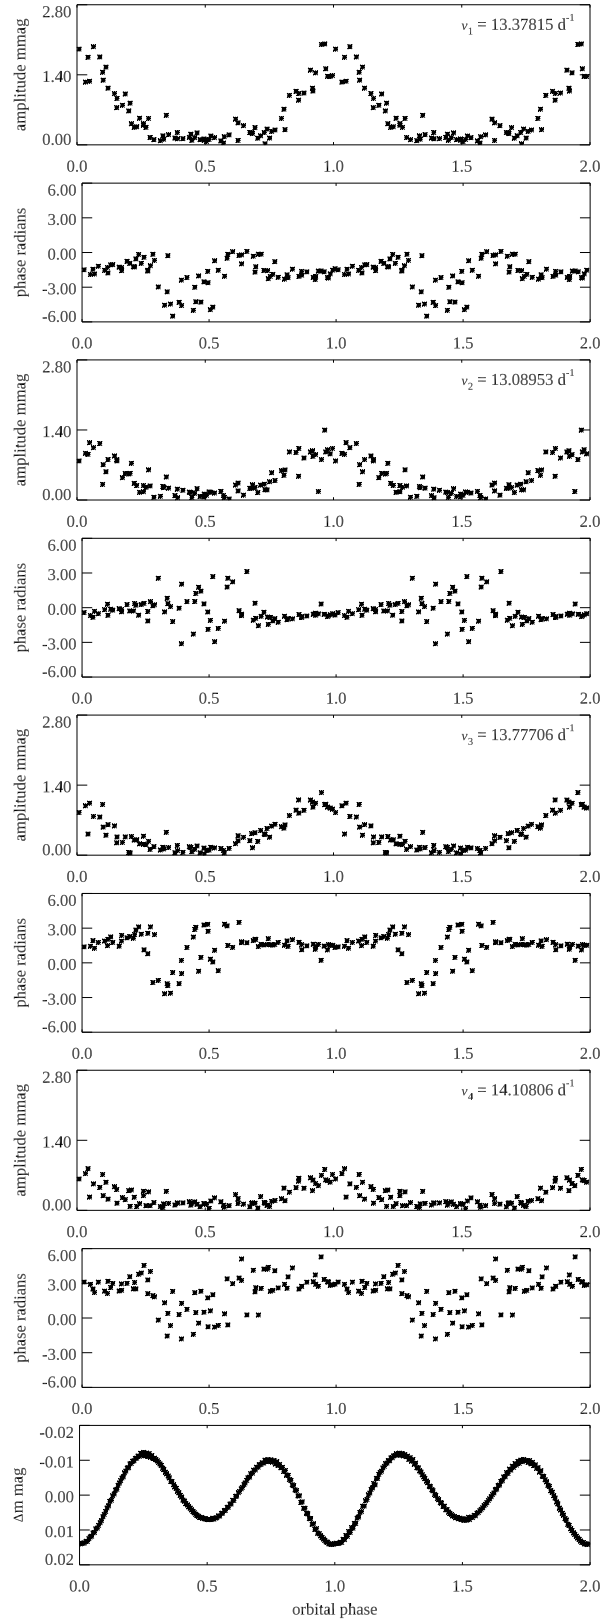 2.80
ν1 = 13.37815 d-1
amplitude mmag
1.40
0.00
0.0 0.5 1.0 1.5 2.0
6.00
3.00
phase radians
0.00
-3.00
-6.00
0.0 0.5 1.0 1.5 2.0
2.80
ν2 = 13.08953 d-1
amplitude mmag
1.40
0.00
0.0 0.5 1.0 1.5 2.0
6.00
3.00
phase radians
0.00
-3.00
-6.00
0.0 0.5 1.0 1.5 2.0
2.80
ν3 = 13.77706 d-1
amplitude mmag
1.40
0.00
0.0 0.5 1.0 1.5 2.0
6.00
3.00
phase radians
0.00
-3.00
-6.00
0.0 0.5 1.0 1.5 2.0
2.80
ν4 = 14.10806 d-1
amplitude mmag
1.40
0.00
0.0 0.5 1.0 1.5 2.0
6.00
3.00
phase radians
0.00
-3.00
-6.00
0.0 0.5 1.0 1.5 2.0
-0.02
-0.01
Δm mag
0.00
0.01
0.02
0.0 0.5 1.0 1.5 2.0
orbital phase